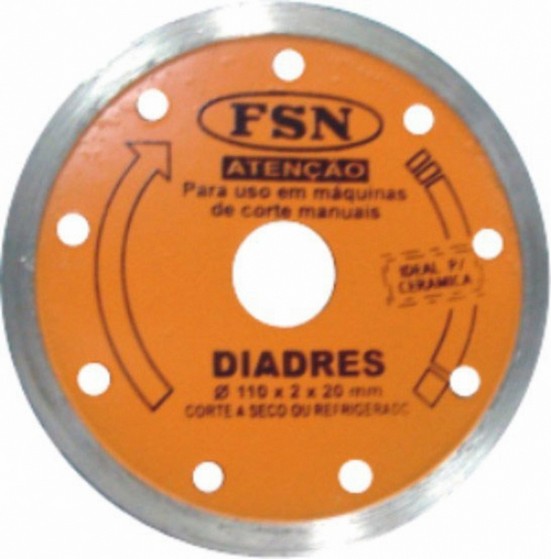 FSN
ATENÇÃO
Para uso em máquinas
de corte manuais
IDEAL P/
CERAMICA
DIADRES
Ø 110 x 2 x 20 mm
CORTE A SECO OU REFRIGERADO